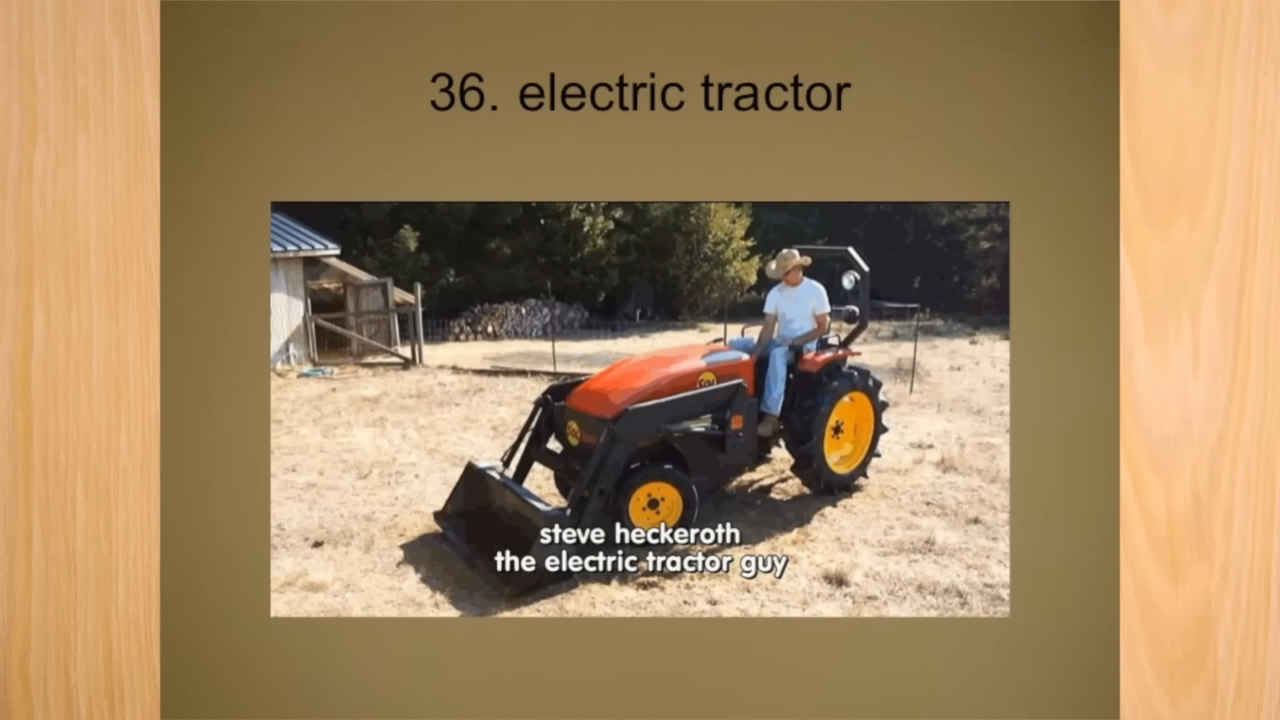 36. electric tractor
steve heckeroth
the electric tractor guy